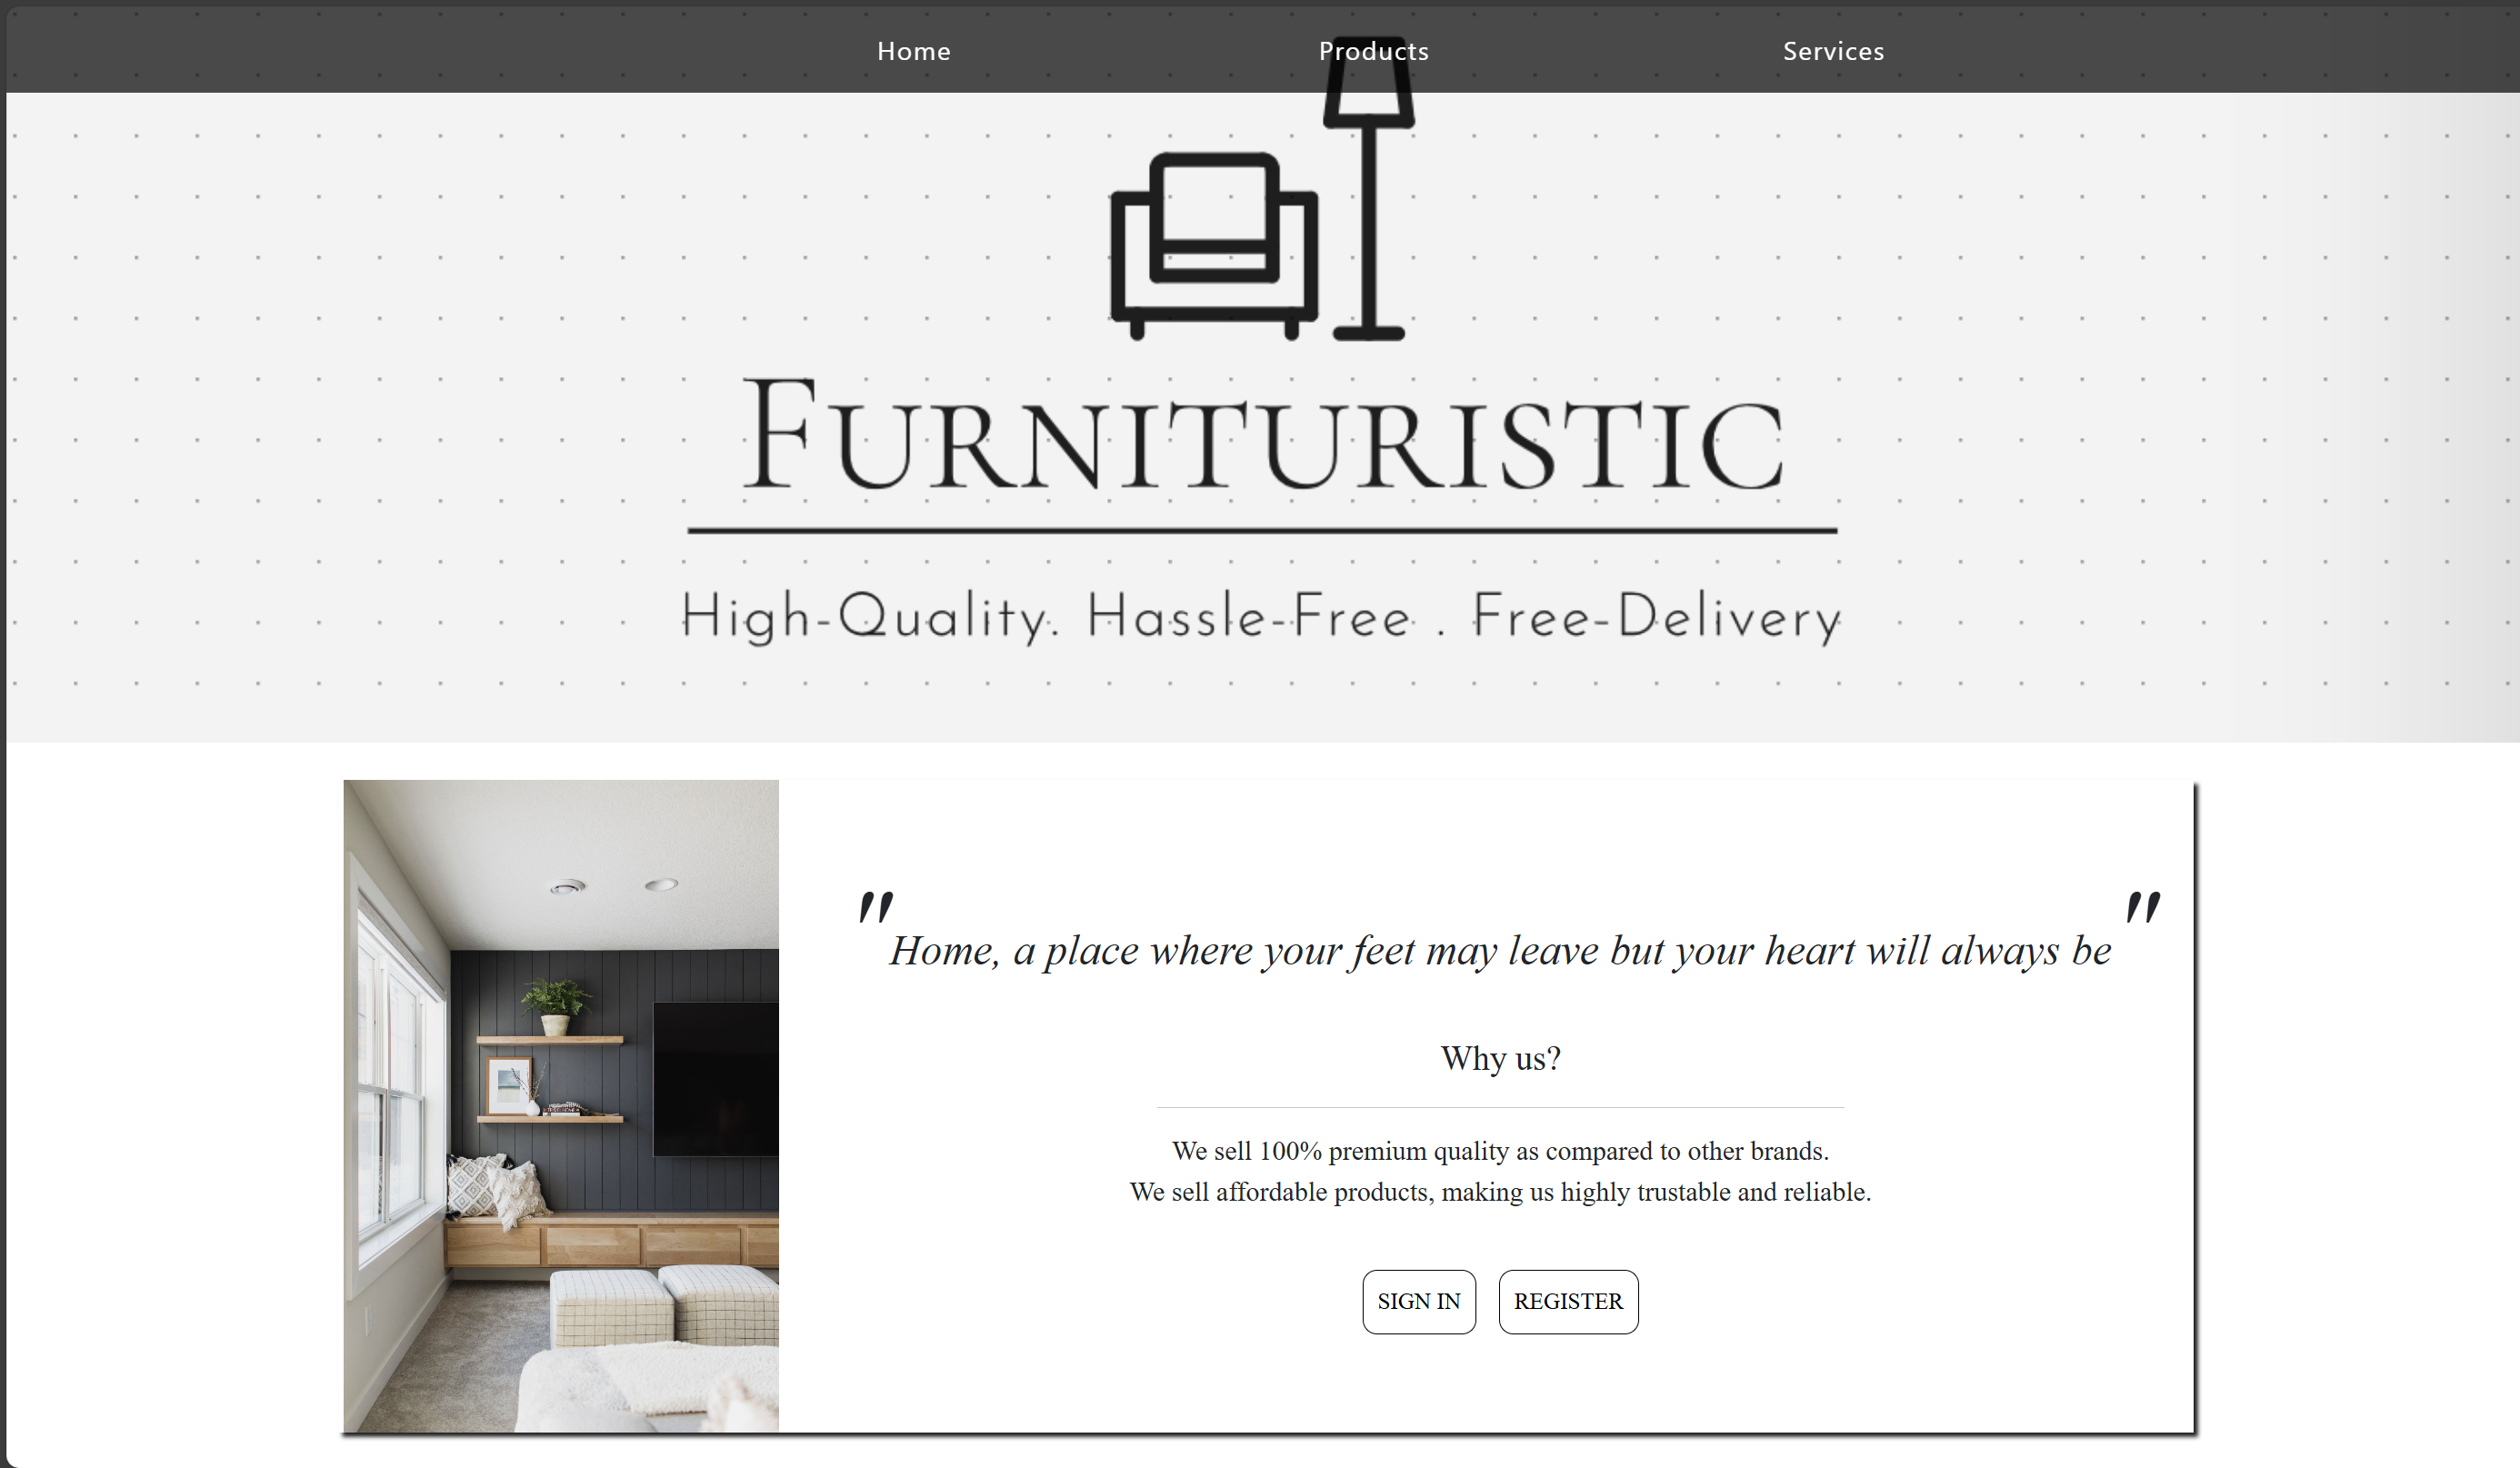 Home Products Services
FURNITURISTIC
High-Quality. Hassle-Free . Free-Delivery
"Home, a place where your feet may leave but your heart will always be"
Why us?
We sell 100% premium quality as compared to other brands.
We sell affordable products, making us highly trustable and reliable.
SIGN IN REGISTER